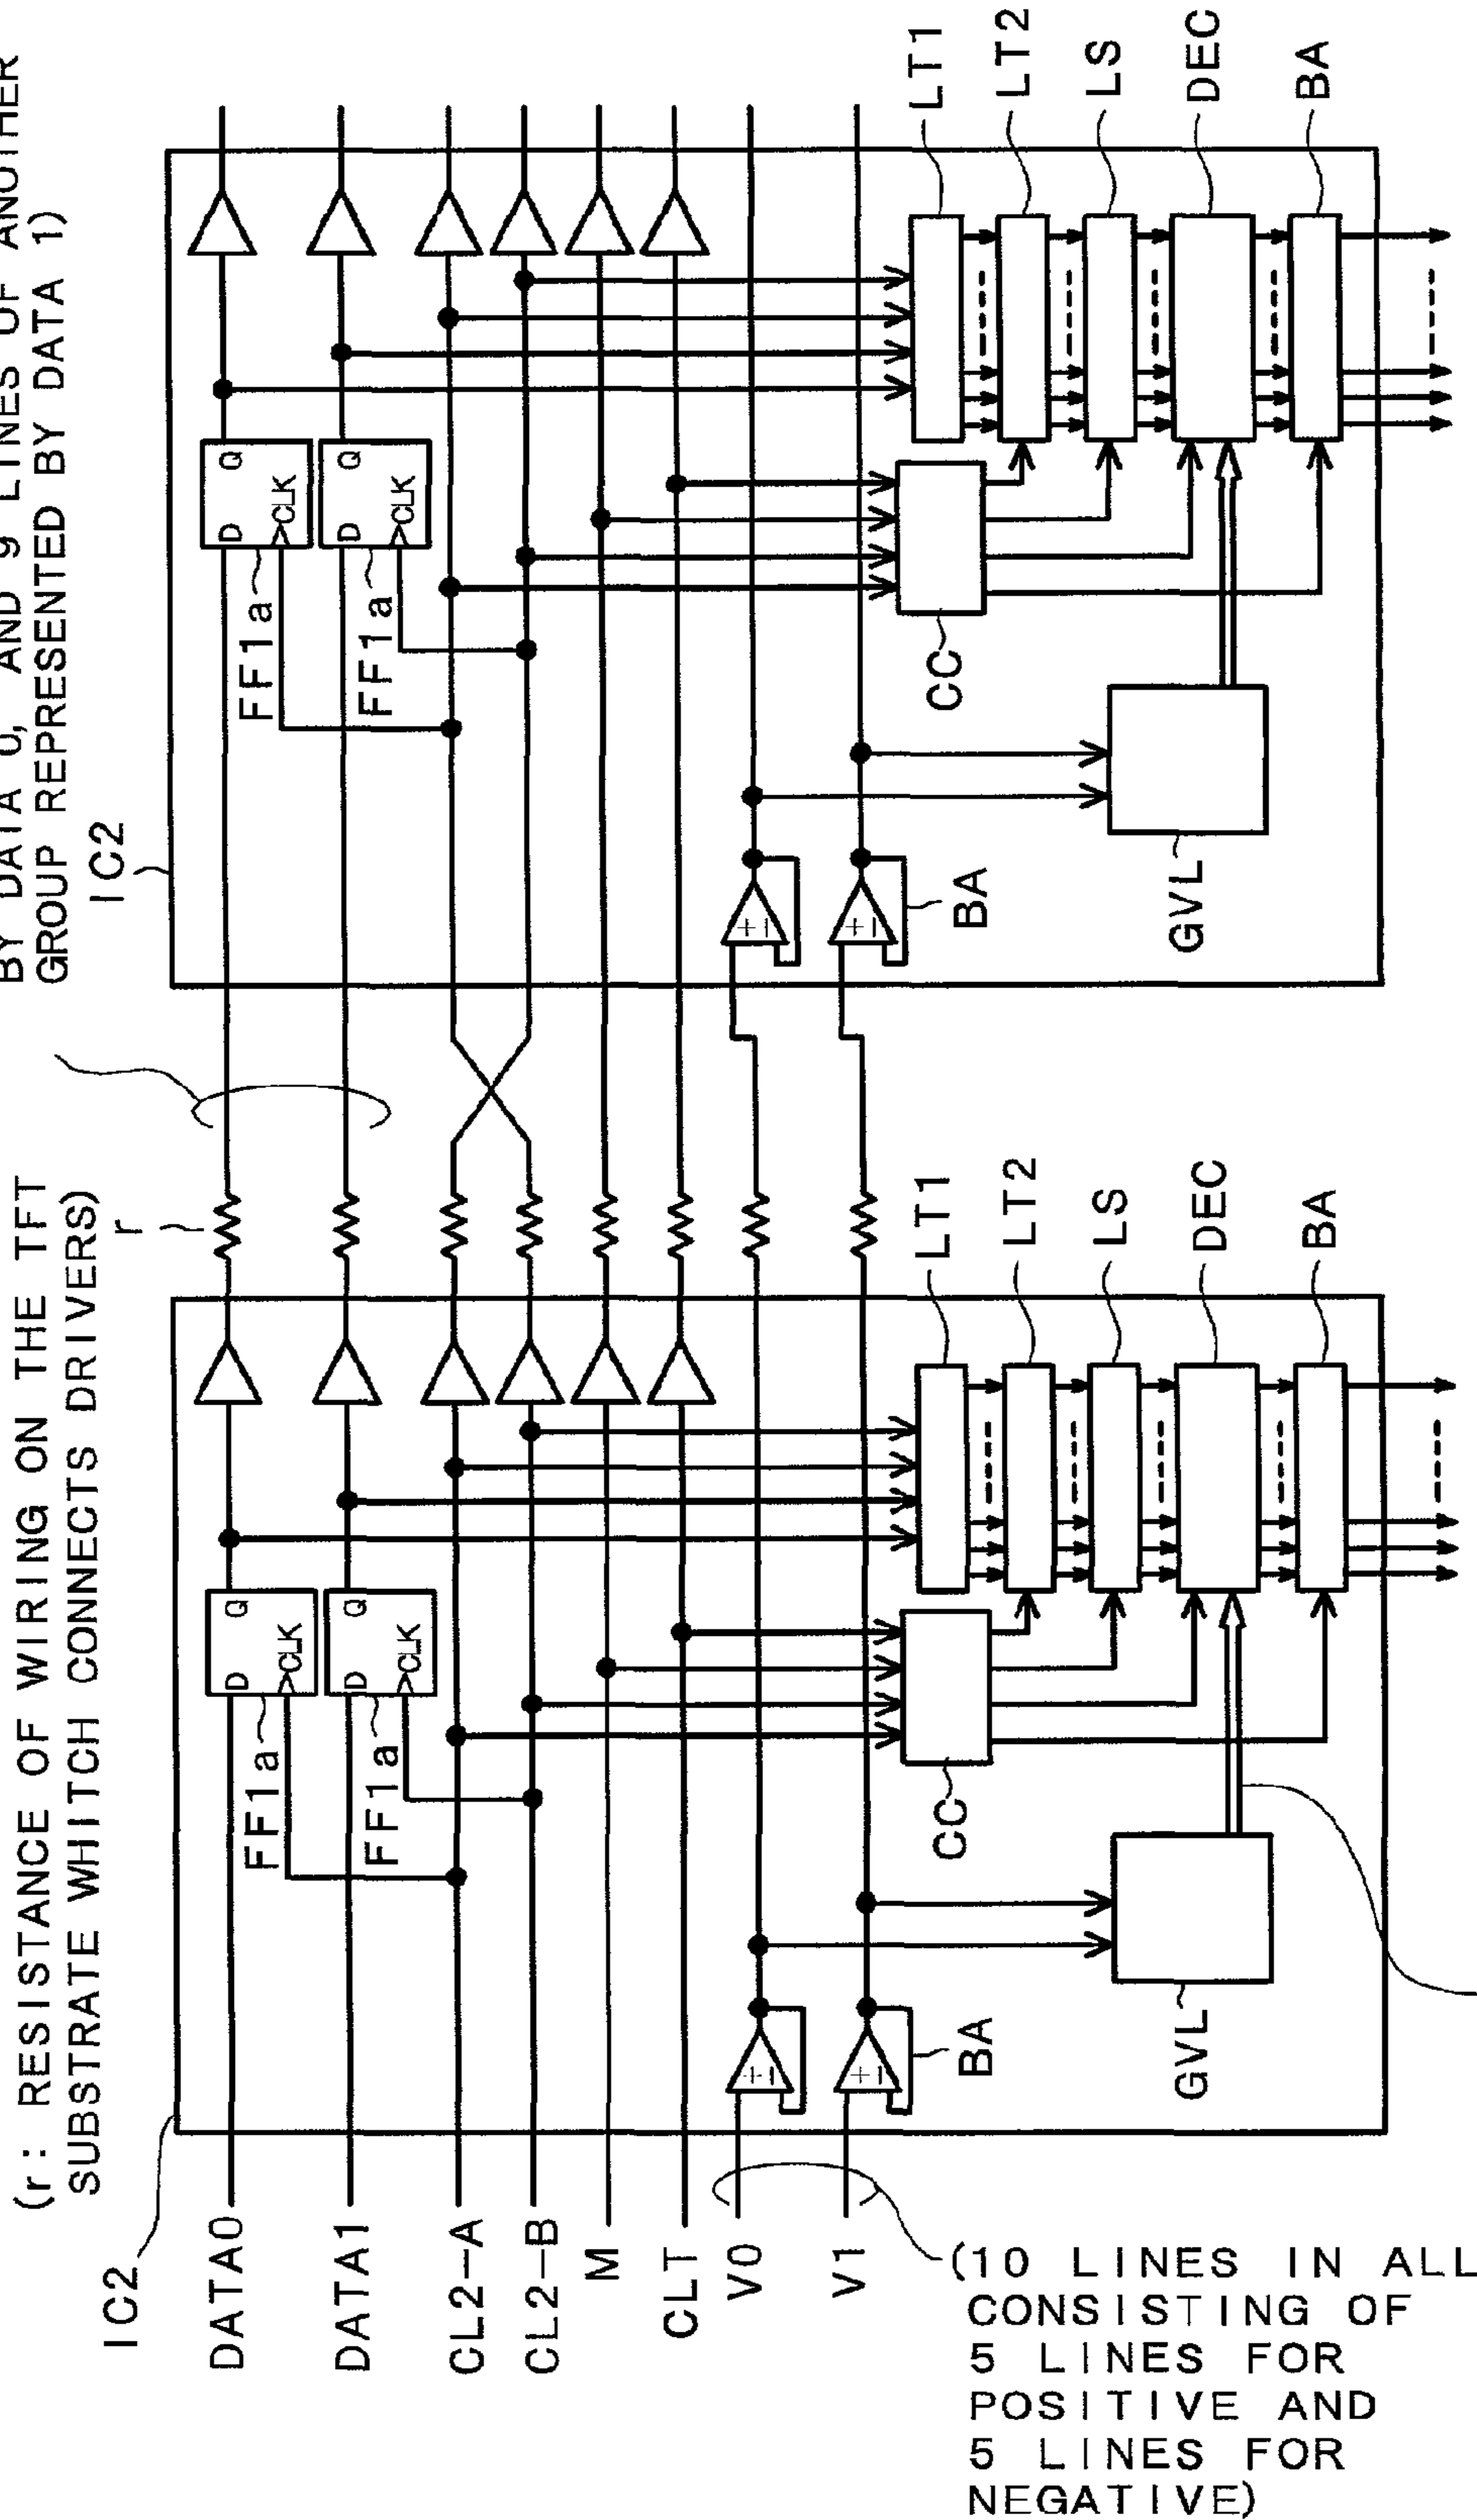 BY DATA 0, AND 9 LINES OF ANOTHER
GROUP REPRESENTED BY DATA 1)
(r: RESISTANCE OF WIRING ON THE TFT
SUBSTRATE WHITCH CONNECTS DRIVERS)
r
IC2
IC2
DATA0
DATA1
CL2-A
CL2-B
M
CLT
V0
V1
D
Q
CLK
FF1a
D
Q
CLK
FF1a
+1
+1
BA
GVL
CC
LT1
LT2
LS
DEC
BA
D
Q
CLK
FF1a
D
Q
CLK
FF1a
+1
+1
BA
GVL
CC
LT1
LT2
LS
DEC
BA
(10 LINES IN ALL
CONSISTING OF
5 LINES FOR
POSITIVE AND
5 LINES FOR
NEGATIVE)